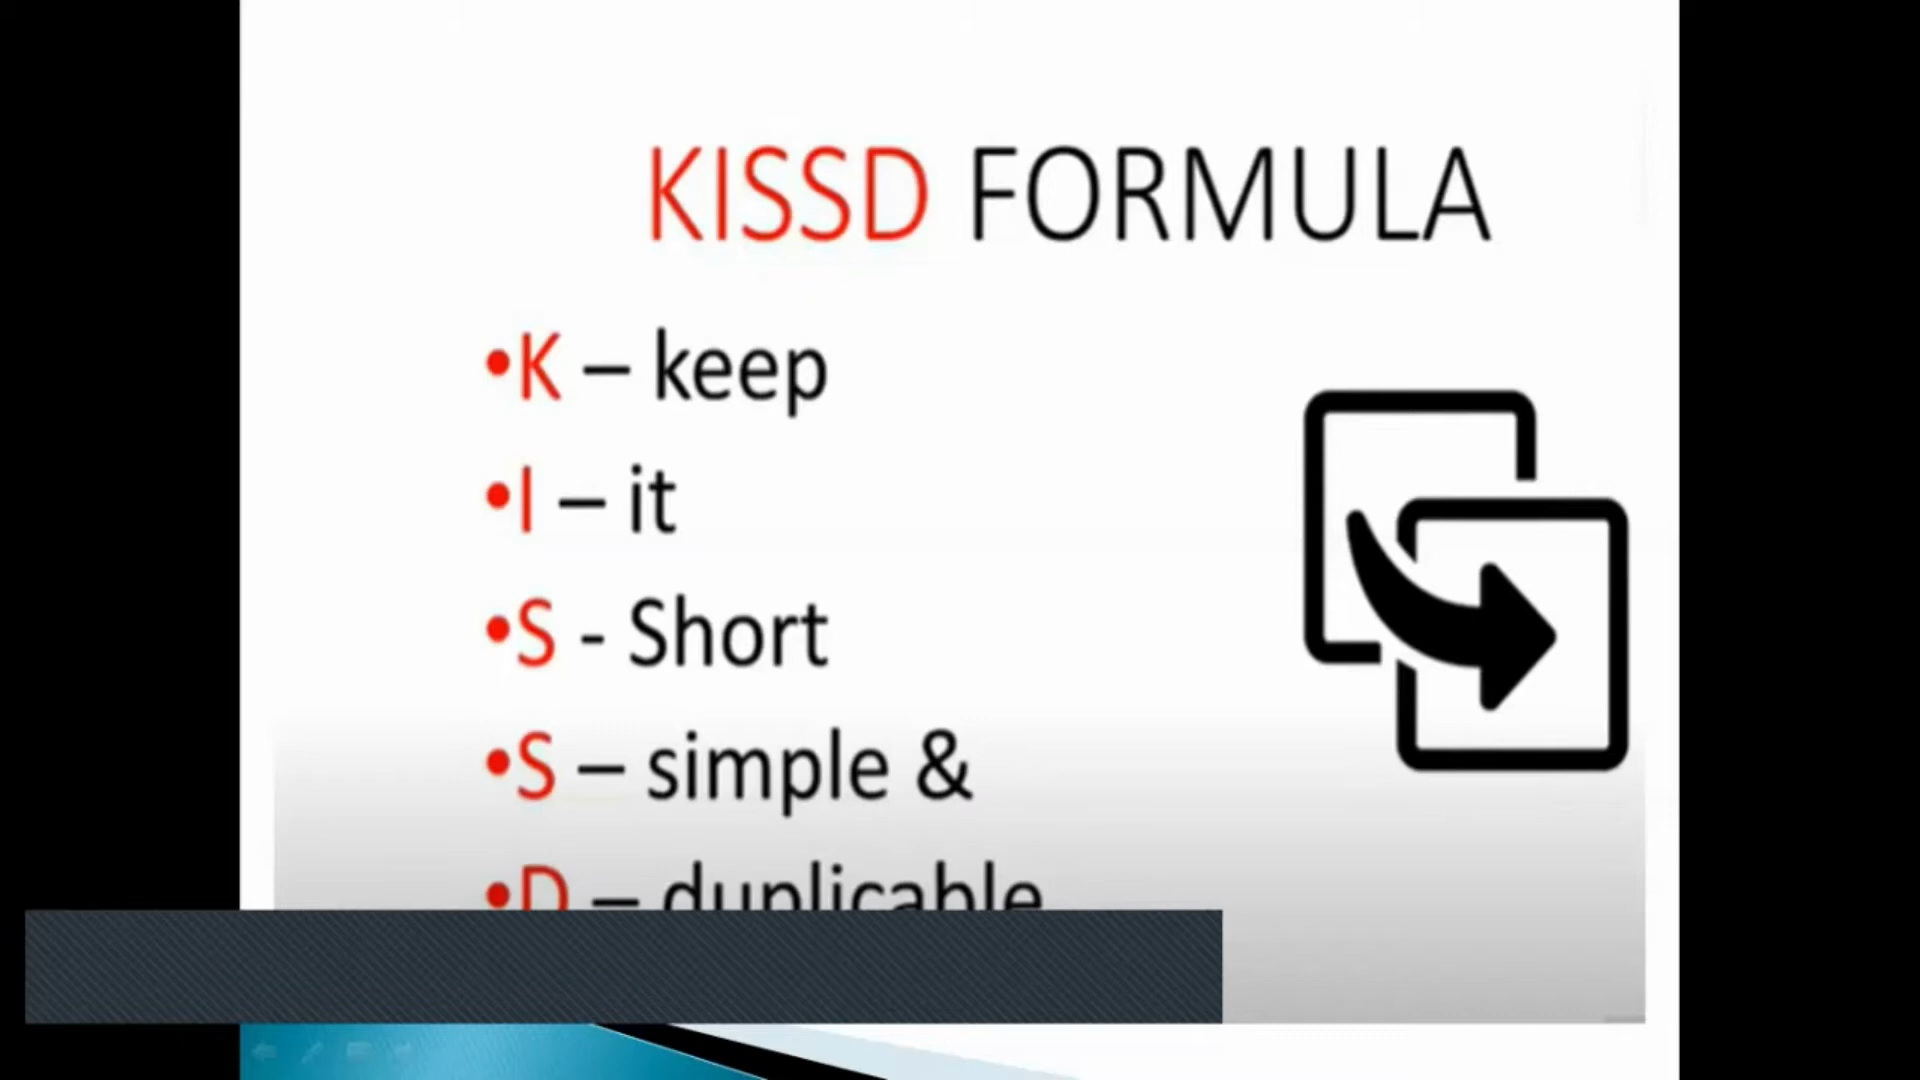 KISSD FORMULA
•K – keep
•I – it
•S - Short
•S – simple &
•D – duplicable